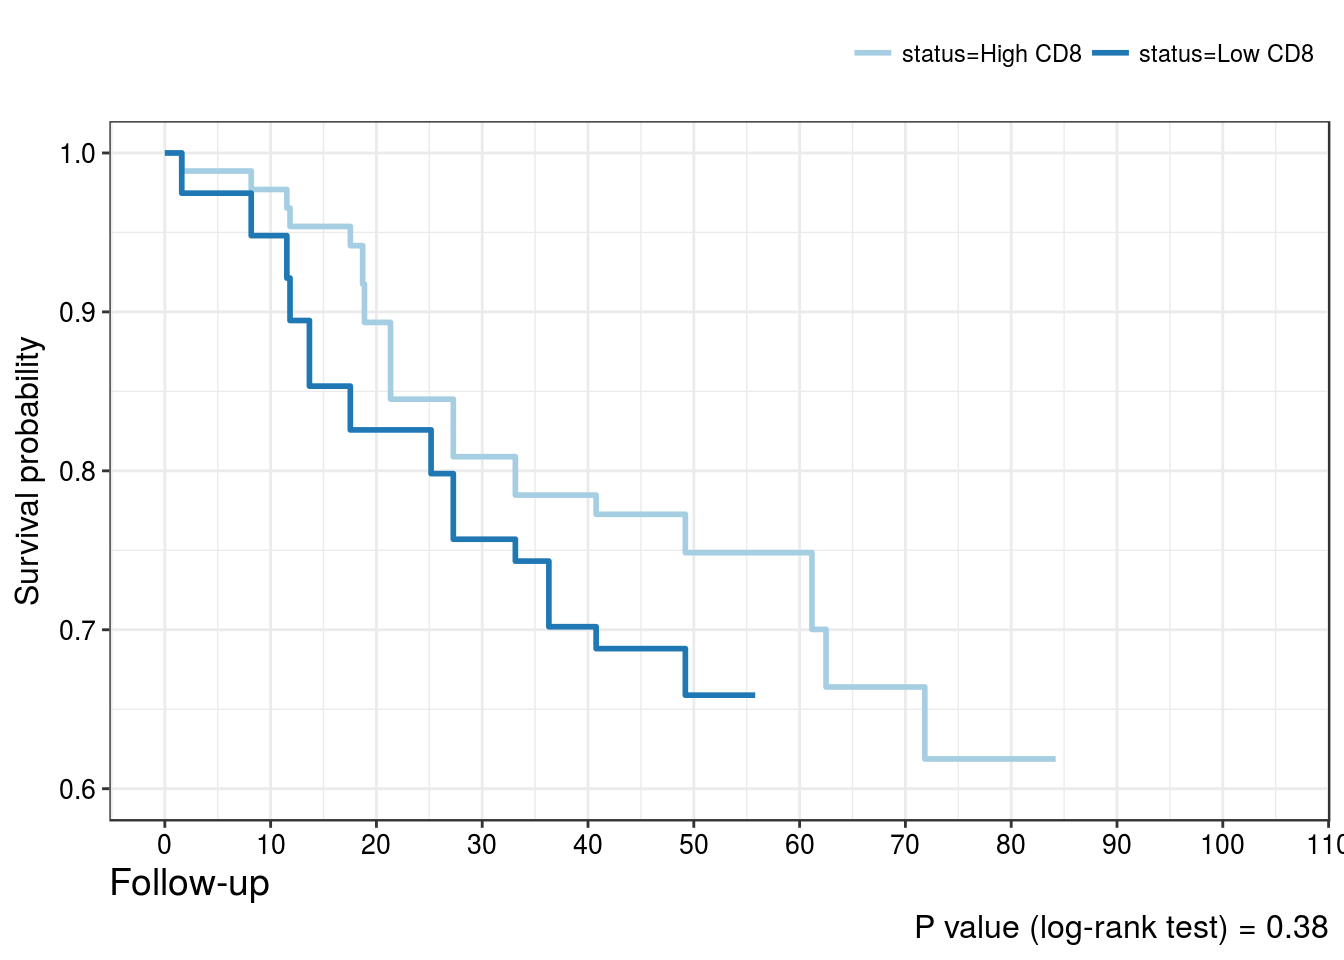 status=High CD8 status=Low CD8
Survival probability
1.0
0.9
0.8
0.7
0.6
0 10 20 30 40 50 60 70 80 90 100 110
Follow-up
P value (log-rank test) = 0.38